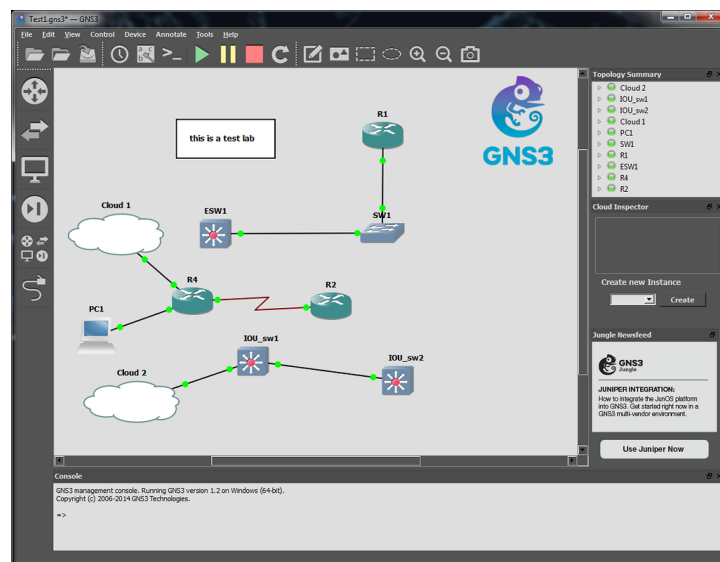 Test1.gns3* — GNS3
File Edit View Control Device Annotate Tools Help
this is a test lab
R1
GNS3
Cloud 1
ESW1
SW1
R4
R2
PC1
IOU_sw1
IOU_sw2
Cloud 2
Topology Summary
Cloud 2
IOU_sw1
IOU_sw2
Cloud 1
PC1
SW1
R1
ESW1
R4
R2
Cloud Inspector
Create new Instance
Create
Jungle Newsfeed
GNS3
Jungle
JUNIPER INTEGRATION:
How to integrate the JunOS platform
into GNS3. Get started right now in a
GNS3 multi-vendor environment.
Use Juniper Now
Console
GNS3 management console. Running GNS3 version 1.2 on Windows (64-bit).
Copyright (c) 2006-2014 GNS3 Technologies.
=>